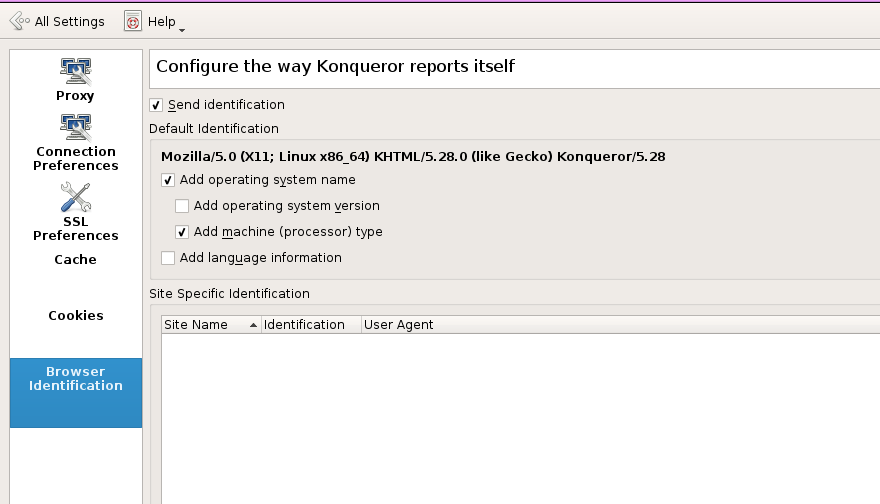 All Settings
Help
Proxy
Connection
Preferences
SSL
Preferences
Cache
Cookies
Browser
Identification
Configure the way Konqueror reports itself
Send identification
Default Identification
Mozilla/5.0 (X11; Linux x86_64) KHTML/5.28.0 (like Gecko) Konqueror/5.28
Add operating system name
Add operating system version
Add machine (processor) type
Add language information
Site Specific Identification
Site Name Identification User Agent